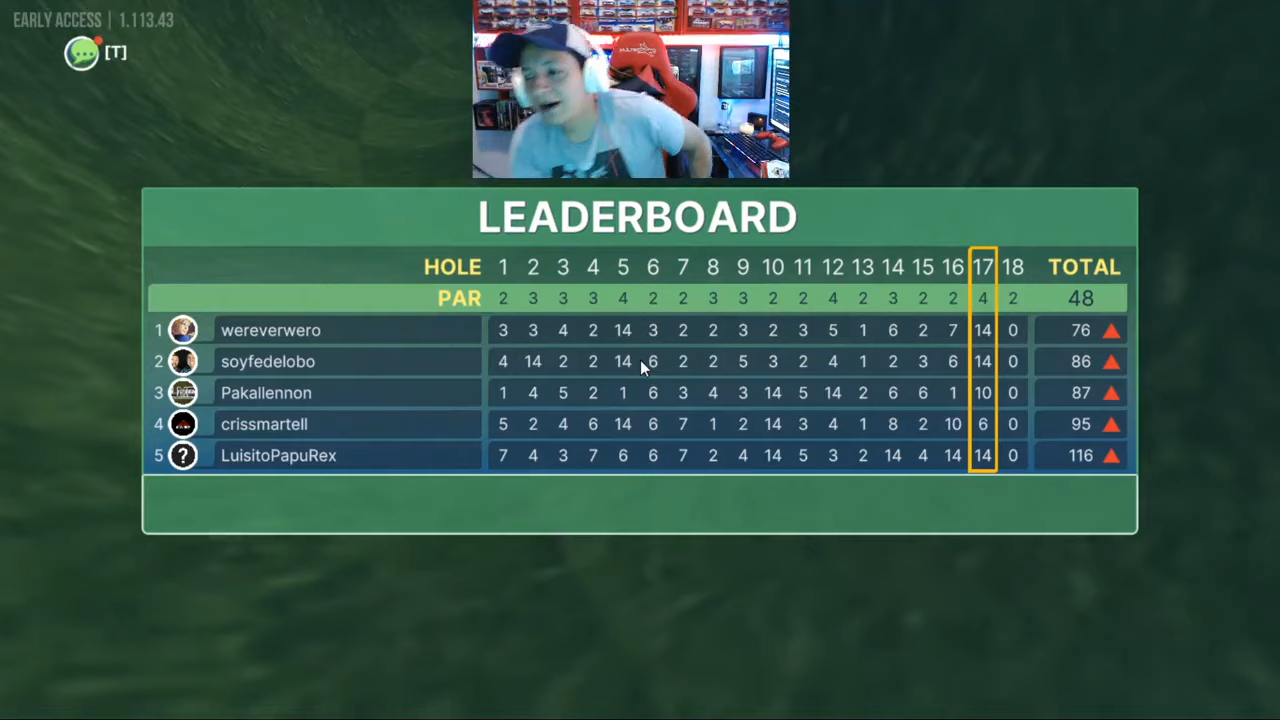 EARLY ACCESS | 1.113.43
[T]
LEADERBOARD
HOLE 1 2 3 4 5 6 7 8 9 10 11 12 13 14 15 16 17 18 TOTAL
PAR 2 3 3 3 4 2 2 3 3 2 2 4 2 3 2 2 4 2 48
1 wereverwero 3 3 4 2 14 3 2 2 3 2 3 5 1 6 2 7 14 0 76
2 soyfedelobo 4 14 2 2 14 6 2 2 5 3 2 4 1 2 3 6 14 0 86
3 Pakallennon 1 4 5 2 1 6 3 4 3 14 5 14 2 6 6 1 10 0 87
4 crissmartell 5 2 4 6 14 6 7 1 2 14 3 4 1 8 2 10 6 0 95
5 ? LuisitoPapuRex 7 4 3 7 6 6 7 2 4 14 5 3 2 14 4 14 14 0 116